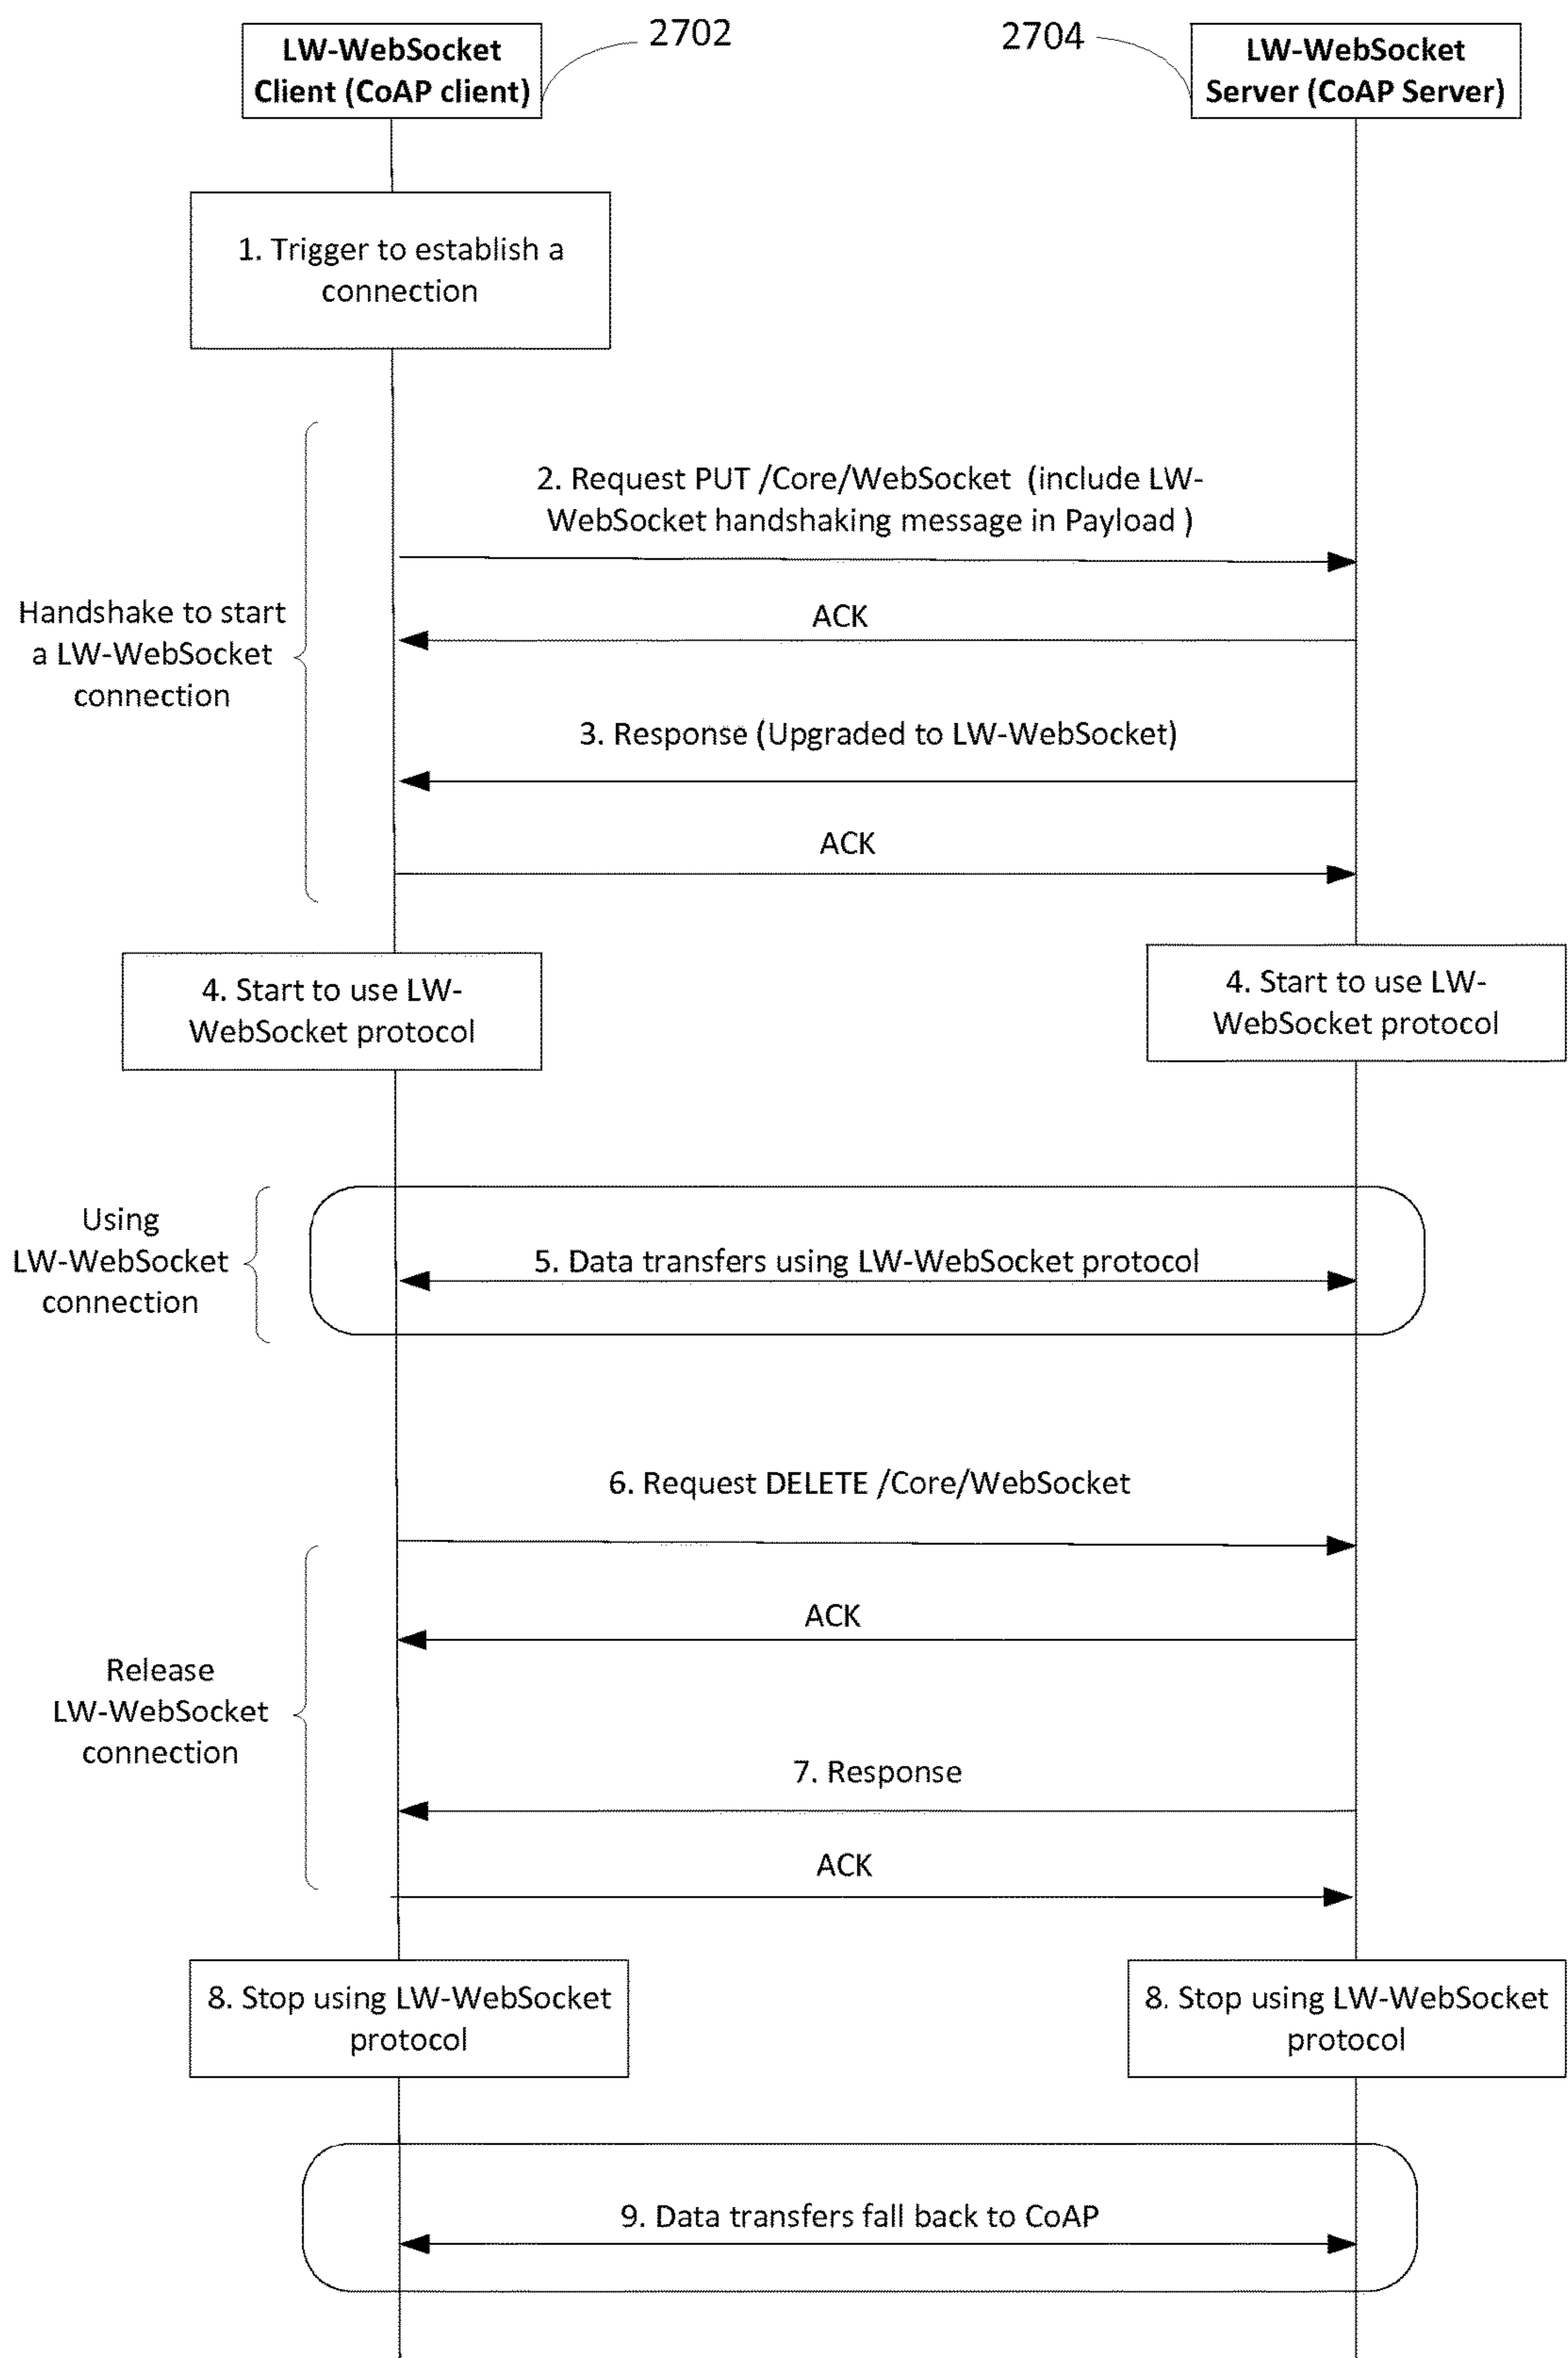 LW-WebSocket
Client (CoAP client)
2702
2704
LW-WebSocket
Server (CoAP Server)
1. Trigger to establish a
connection
2. Request PUT /Core/WebSocket (include LW-
WebSocket handshaking message in Payload )
ACK
Handshake to start
a LW-WebSocket
connection
3. Response (Upgraded to LW-WebSocket)
ACK
4. Start to use LW-
WebSocket protocol
4. Start to use LW-
WebSocket protocol
Using
LW-WebSocket
connection
5. Data transfers using LW-WebSocket protocol
6. Request DELETE /Core/WebSocket
ACK
Release
LW-WebSocket
connection
7. Response
ACK
8. Stop using LW-WebSocket
protocol
8. Stop using LW-WebSocket
protocol
9. Data transfers fall back to CoAP